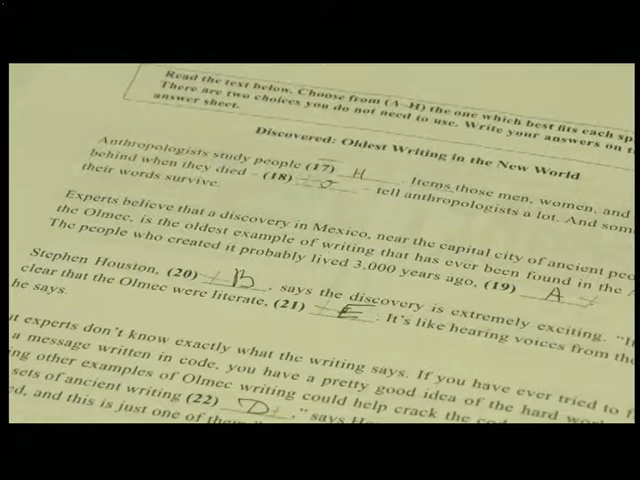 Read the text below. Choose from (A–H) the one which best fits each sp
There are two choices you do not need to use. Write your answers on t
answer sheet.
Discovered: Oldest Writing in the New World
Anthropologists study people (17) H . Items those men, women, and
behind when they died – (18) – tell anthropologists a lot. And som
their words survive.
Experts believe that a discovery in Mexico, near the capital city of ancient peo
the Olmec, is the oldest example of writing that has ever been found in the
The people who created it probably lived 3,000 years ago, (19) A .
Stephen Houston, (20) B , says the discovery is extremely exciting. "It
clear that the Olmec were literate, (21) E . It's like hearing voices from the
he says.
t experts don't know exactly what the writing says. If you have ever tried to
a message written in code, you have a pretty good idea of the hard
ing other examples of Olmec writing could help crack the
sets of ancient writing (22) D ," says
ed, and this is just one of them